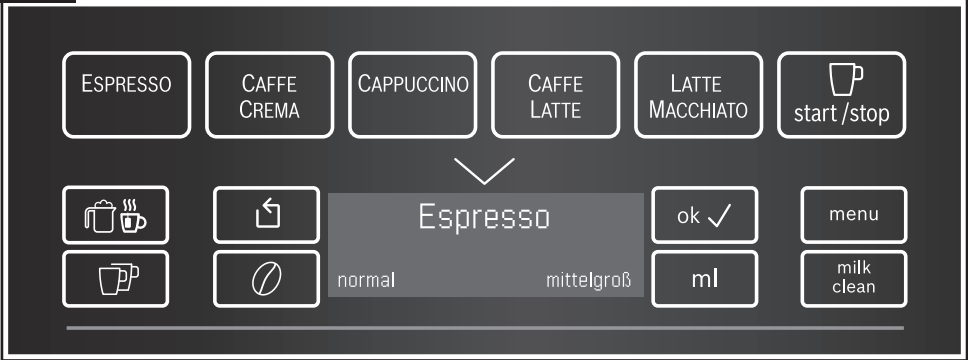 ESPRESSO
CAFFE
CREMA
CAPPUCCINO
CAFFE
LATTE
LATTE
MACCHIATO
start/stop
Espresso
normal mittelgroß
ok
ml
menu
milk
clean